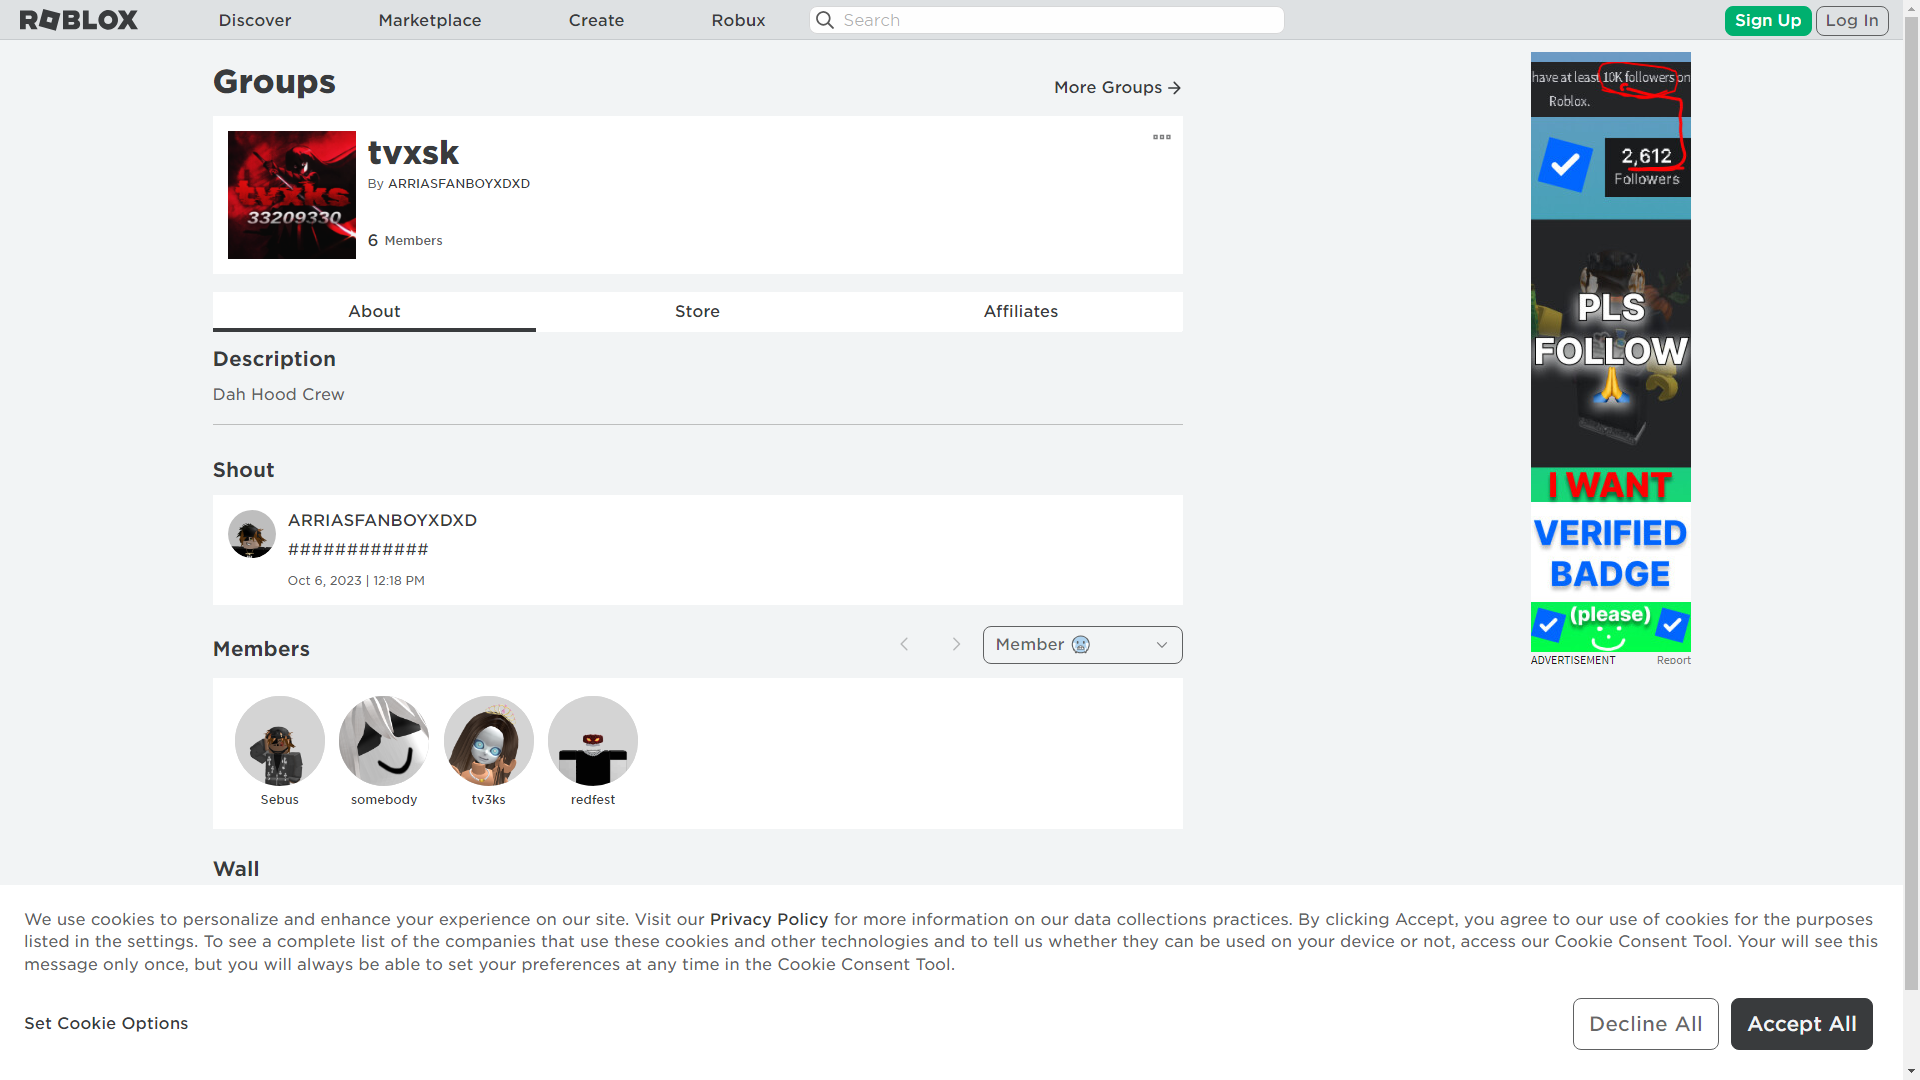 ROBLOX
Discover
Marketplace
Create
Robux
Search
Sign Up
Log In
Groups
More Groups
tvxsk
By ARRIASFANBOYXDXD
6 Members
tvxks
33209330
About
Store
Affiliates
Description
Dah Hood Crew
Shout
ARRIASFANBOYXDXD
############
Oct 6, 2023 | 12:18 PM
Members
Member 🥶
Sebus
somebody
tv3ks
redfest
Wall
have at least 10K followers on
Roblox.
2,612
Followers
PLS
FOLLOW
🙏
I WANT
VERIFIED
BADGE
(please)
ADVERTISEMENT
Report
We use cookies to personalize and enhance your experience on our site. Visit our Privacy Policy for more information on our data collections practices. By clicking Accept, you agree to our use of cookies for the purposes
listed in the settings. To see a complete list of the companies that use these cookies and other technologies and to tell us whether they can be used on your device or not, access our Cookie Consent Tool. Your will see this
message only once, but you will always be able to set your preferences at any time in the Cookie Consent Tool.
Set Cookie Options
Decline All
Accept All